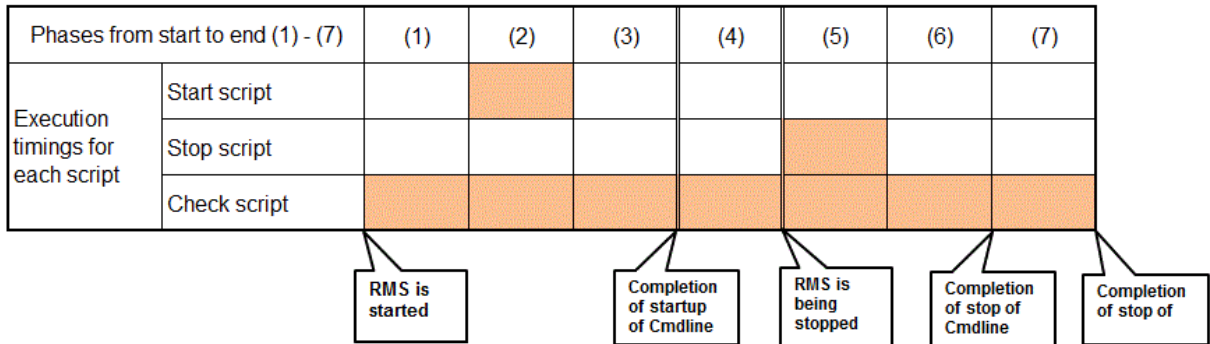 Phases from start to end (1) - (7)
(1)
(2)
(3)
(4)
(5)
(6)
(7)
Execution
timings for
each script
Start script
Stop script
Check script
RMS is
started
Completion
of startup
of Cmdline
RMS is
being
stopped
Completion
of stop of
Cmdline
Completion
of stop of